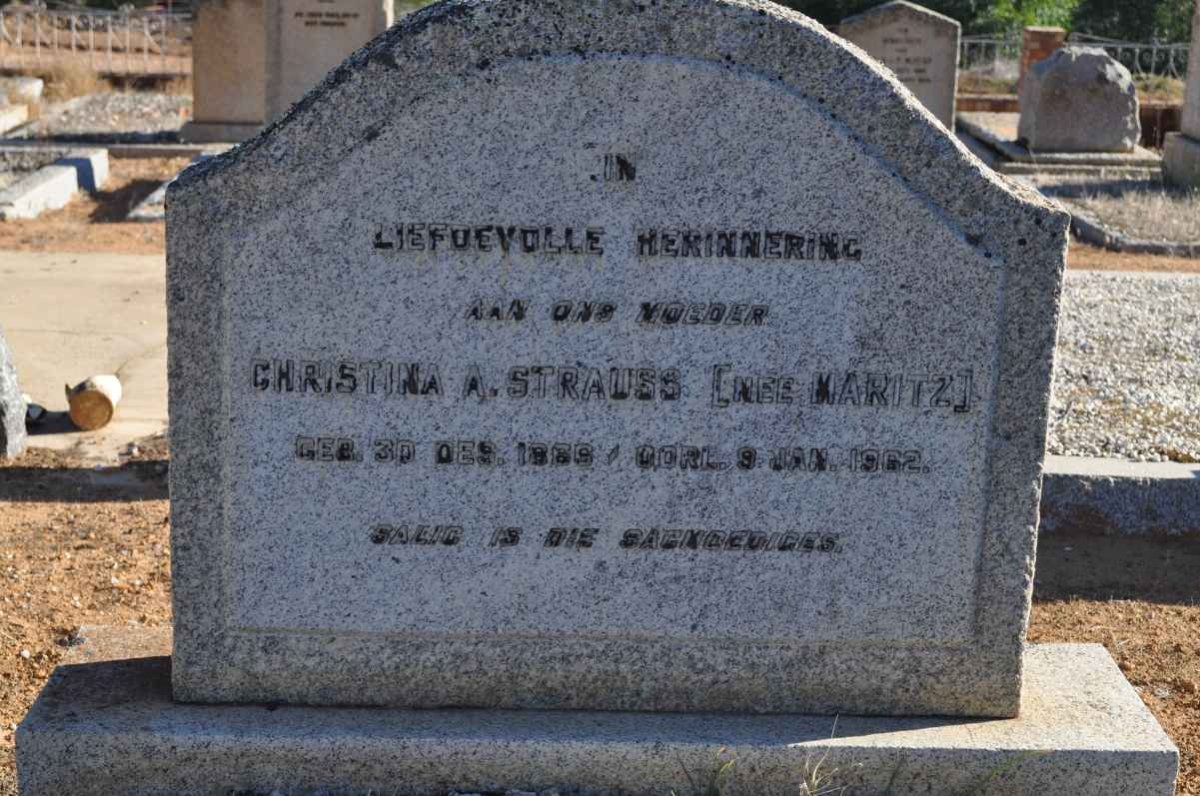 IN
LIEFDEVOLLE HERINNERING
AAN ONS MOEDER
CHRISTINA A. STRAUSS [NEE MARITZ]
GEB. 30 DES. 1886 / OORL. 9 JAN. 1962.
SALIG IS DIE SAGMOEDIGES.